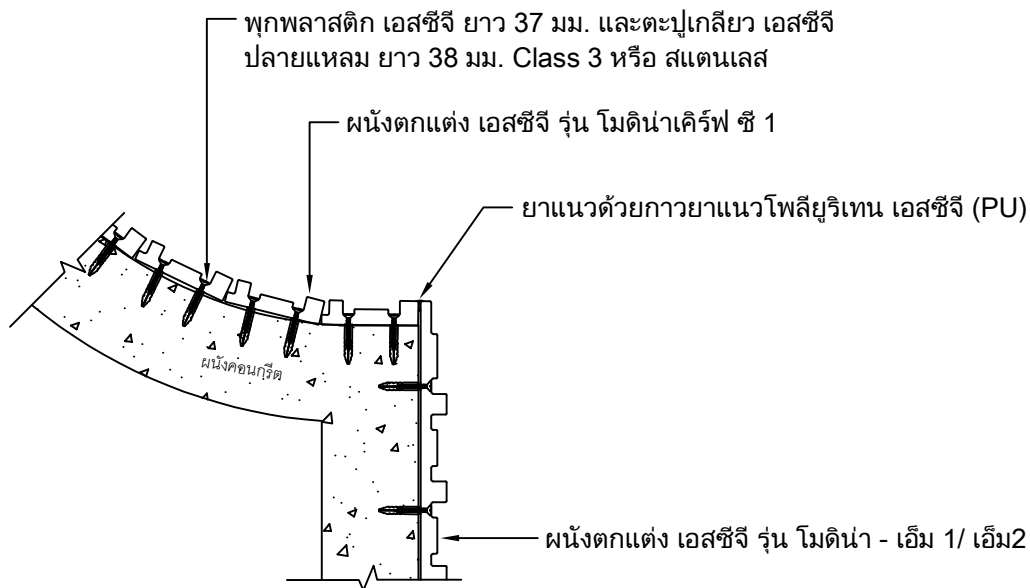 พุกพลาสติก เอสซีจี ยาว 37 มม. และตะปูเกลียว เอสซีจี
ปลายแหลม ยาว 38 มม. Class 3 หรือ สแตนเลส
ผนังตกแต่ง เอสซีจี รุ่น โมดิน่าเคิร์ฟ ซี 1
ยาแนวด้วยกาวยาแนวโพลียูริเทน เอสซีจี (PU)
ผนังคอนกรีต
ผนังตกแต่ง เอสซีจี รุ่น โมดิน่า - เอ็ม 1/ เอ็ม2